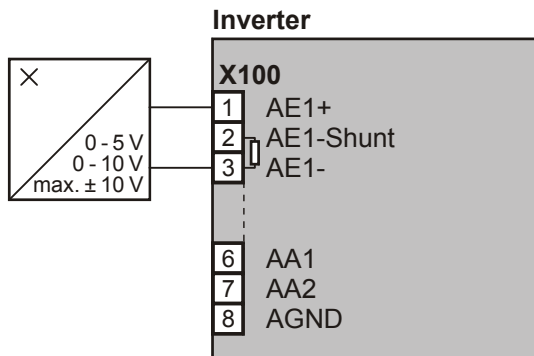 Inverter
X100
×
0 - 5 V
0 - 10 V
max. ± 10 V
1 AE1+
2 AE1-Shunt
3 AE1-
6 AA1
7 AA2
8 AGND